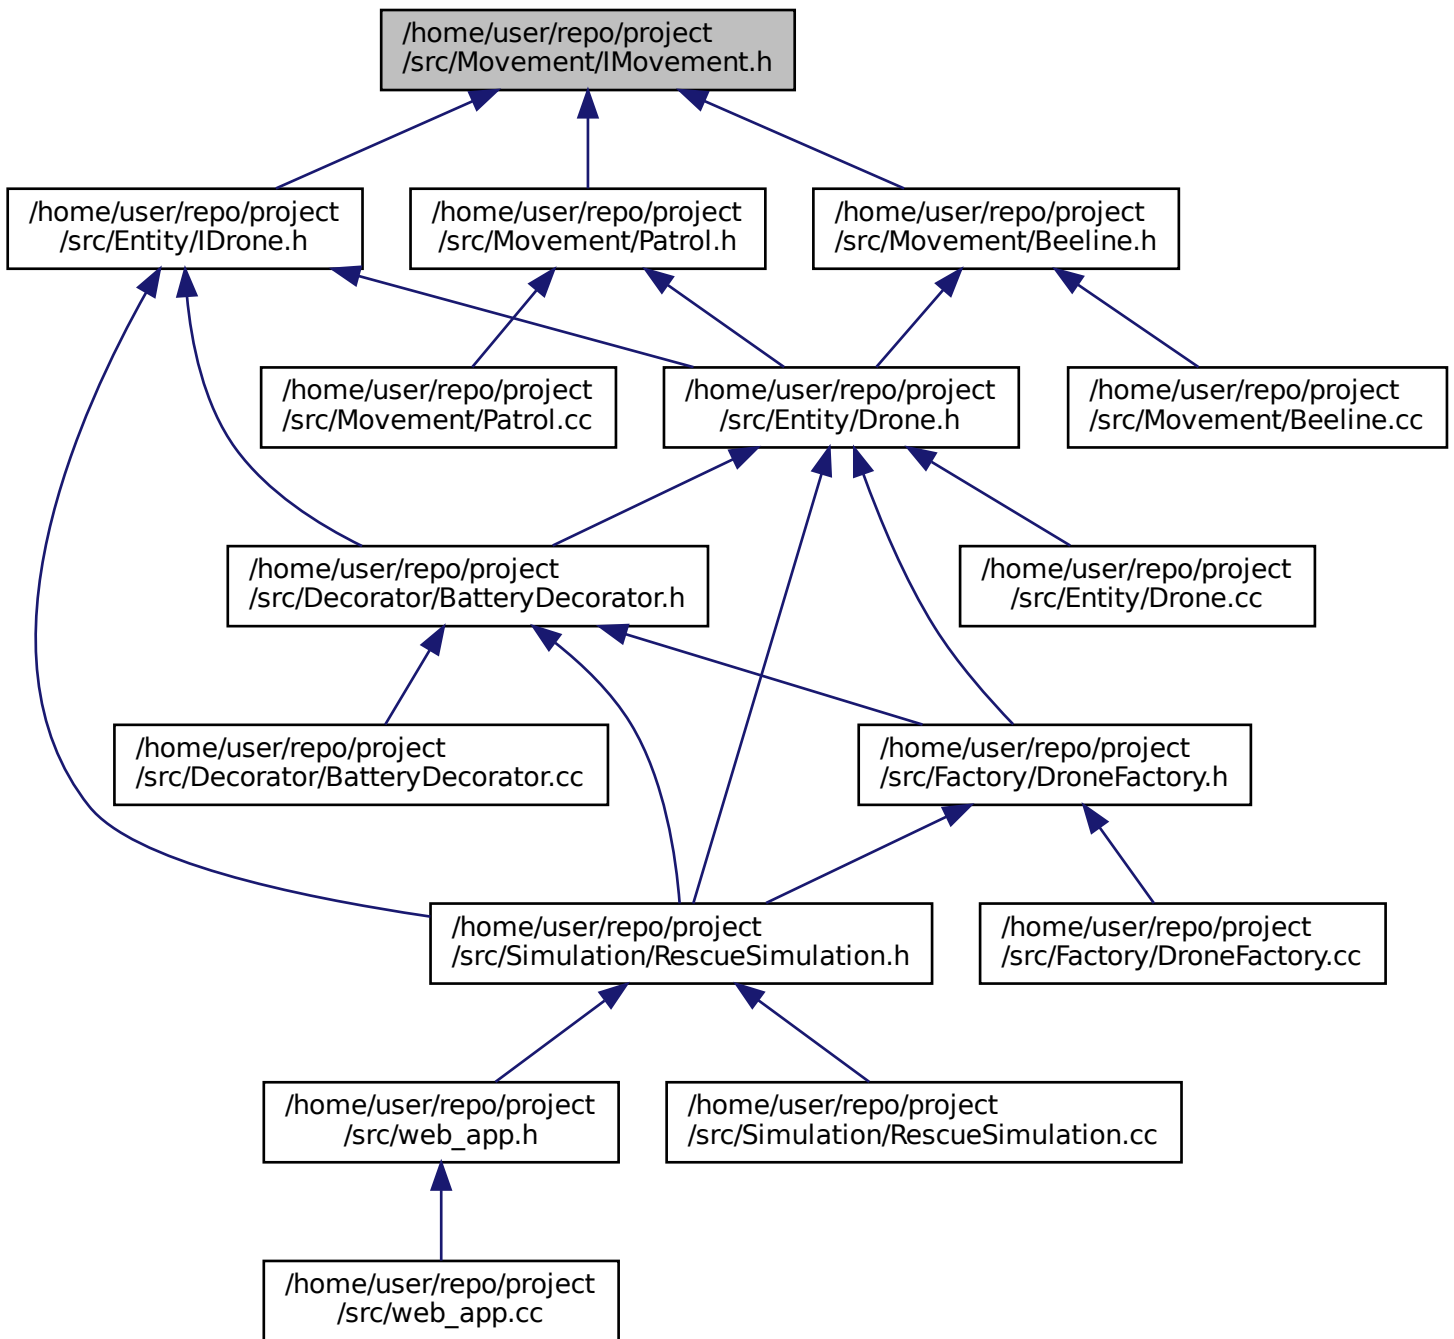 /home/user/repo/project
/src/Movement/IMovement.h
/home/user/repo/project
/src/Entity/IDrone.h
/home/user/repo/project
/src/Movement/Patrol.h
/home/user/repo/project
/src/Movement/Beeline.h
/home/user/repo/project
/src/Movement/Patrol.cc
/home/user/repo/project
/src/Entity/Drone.h
/home/user/repo/project
/src/Movement/Beeline.cc
/home/user/repo/project
/src/Decorator/BatteryDecorator.h
/home/user/repo/project
/src/Entity/Drone.cc
/home/user/repo/project
/src/Decorator/BatteryDecorator.cc
/home/user/repo/project
/src/Factory/DroneFactory.h
/home/user/repo/project
/src/Simulation/RescueSimulation.h
/home/user/repo/project
/src/Factory/DroneFactory.cc
/home/user/repo/project
/src/web_app.h
/home/user/repo/project
/src/Simulation/RescueSimulation.cc
/home/user/repo/project
/src/web_app.cc